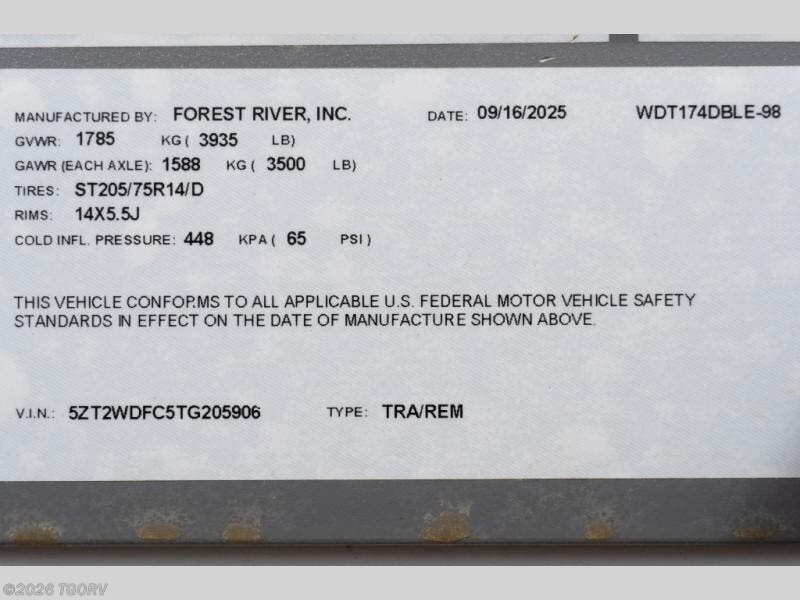 MANUFACTURED BY: FOREST RIVER, INC. DATE: 09/16/2025 WDT174DBLE-98
GVWR: 1785 KG ( 3935 LB)
GAWR (EACH AXLE): 1588 KG ( 3500 LB)
TIRES: ST205/75R14/D
RIMS: 14X5.5J
COLD INFL. PRESSURE: 448 KPA ( 65 PSI )
THIS VEHICLE CONFORMS TO ALL APPLICABLE U.S. FEDERAL MOTOR VEHICLE SAFETY
STANDARDS IN EFFECT ON THE DATE OF MANUFACTURE SHOWN ABOVE.
V.I.N.: 5ZT2WDFC5TG205906 TYPE: TRA/REM
©2026 TGORV